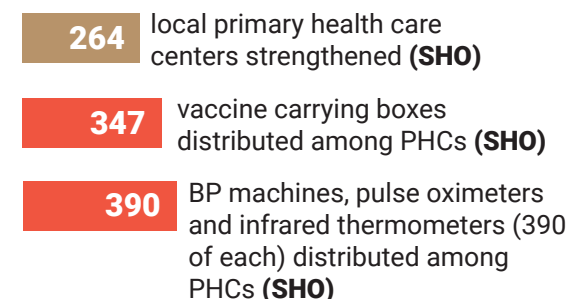 264 local primary health care
centers strengthened (SHO)
347 vaccine carrying boxes
distributed among PHCs (SHO)
390 BP machines, pulse oximeters
and infrared thermometers (390
of each) distributed among
PHCs (SHO)